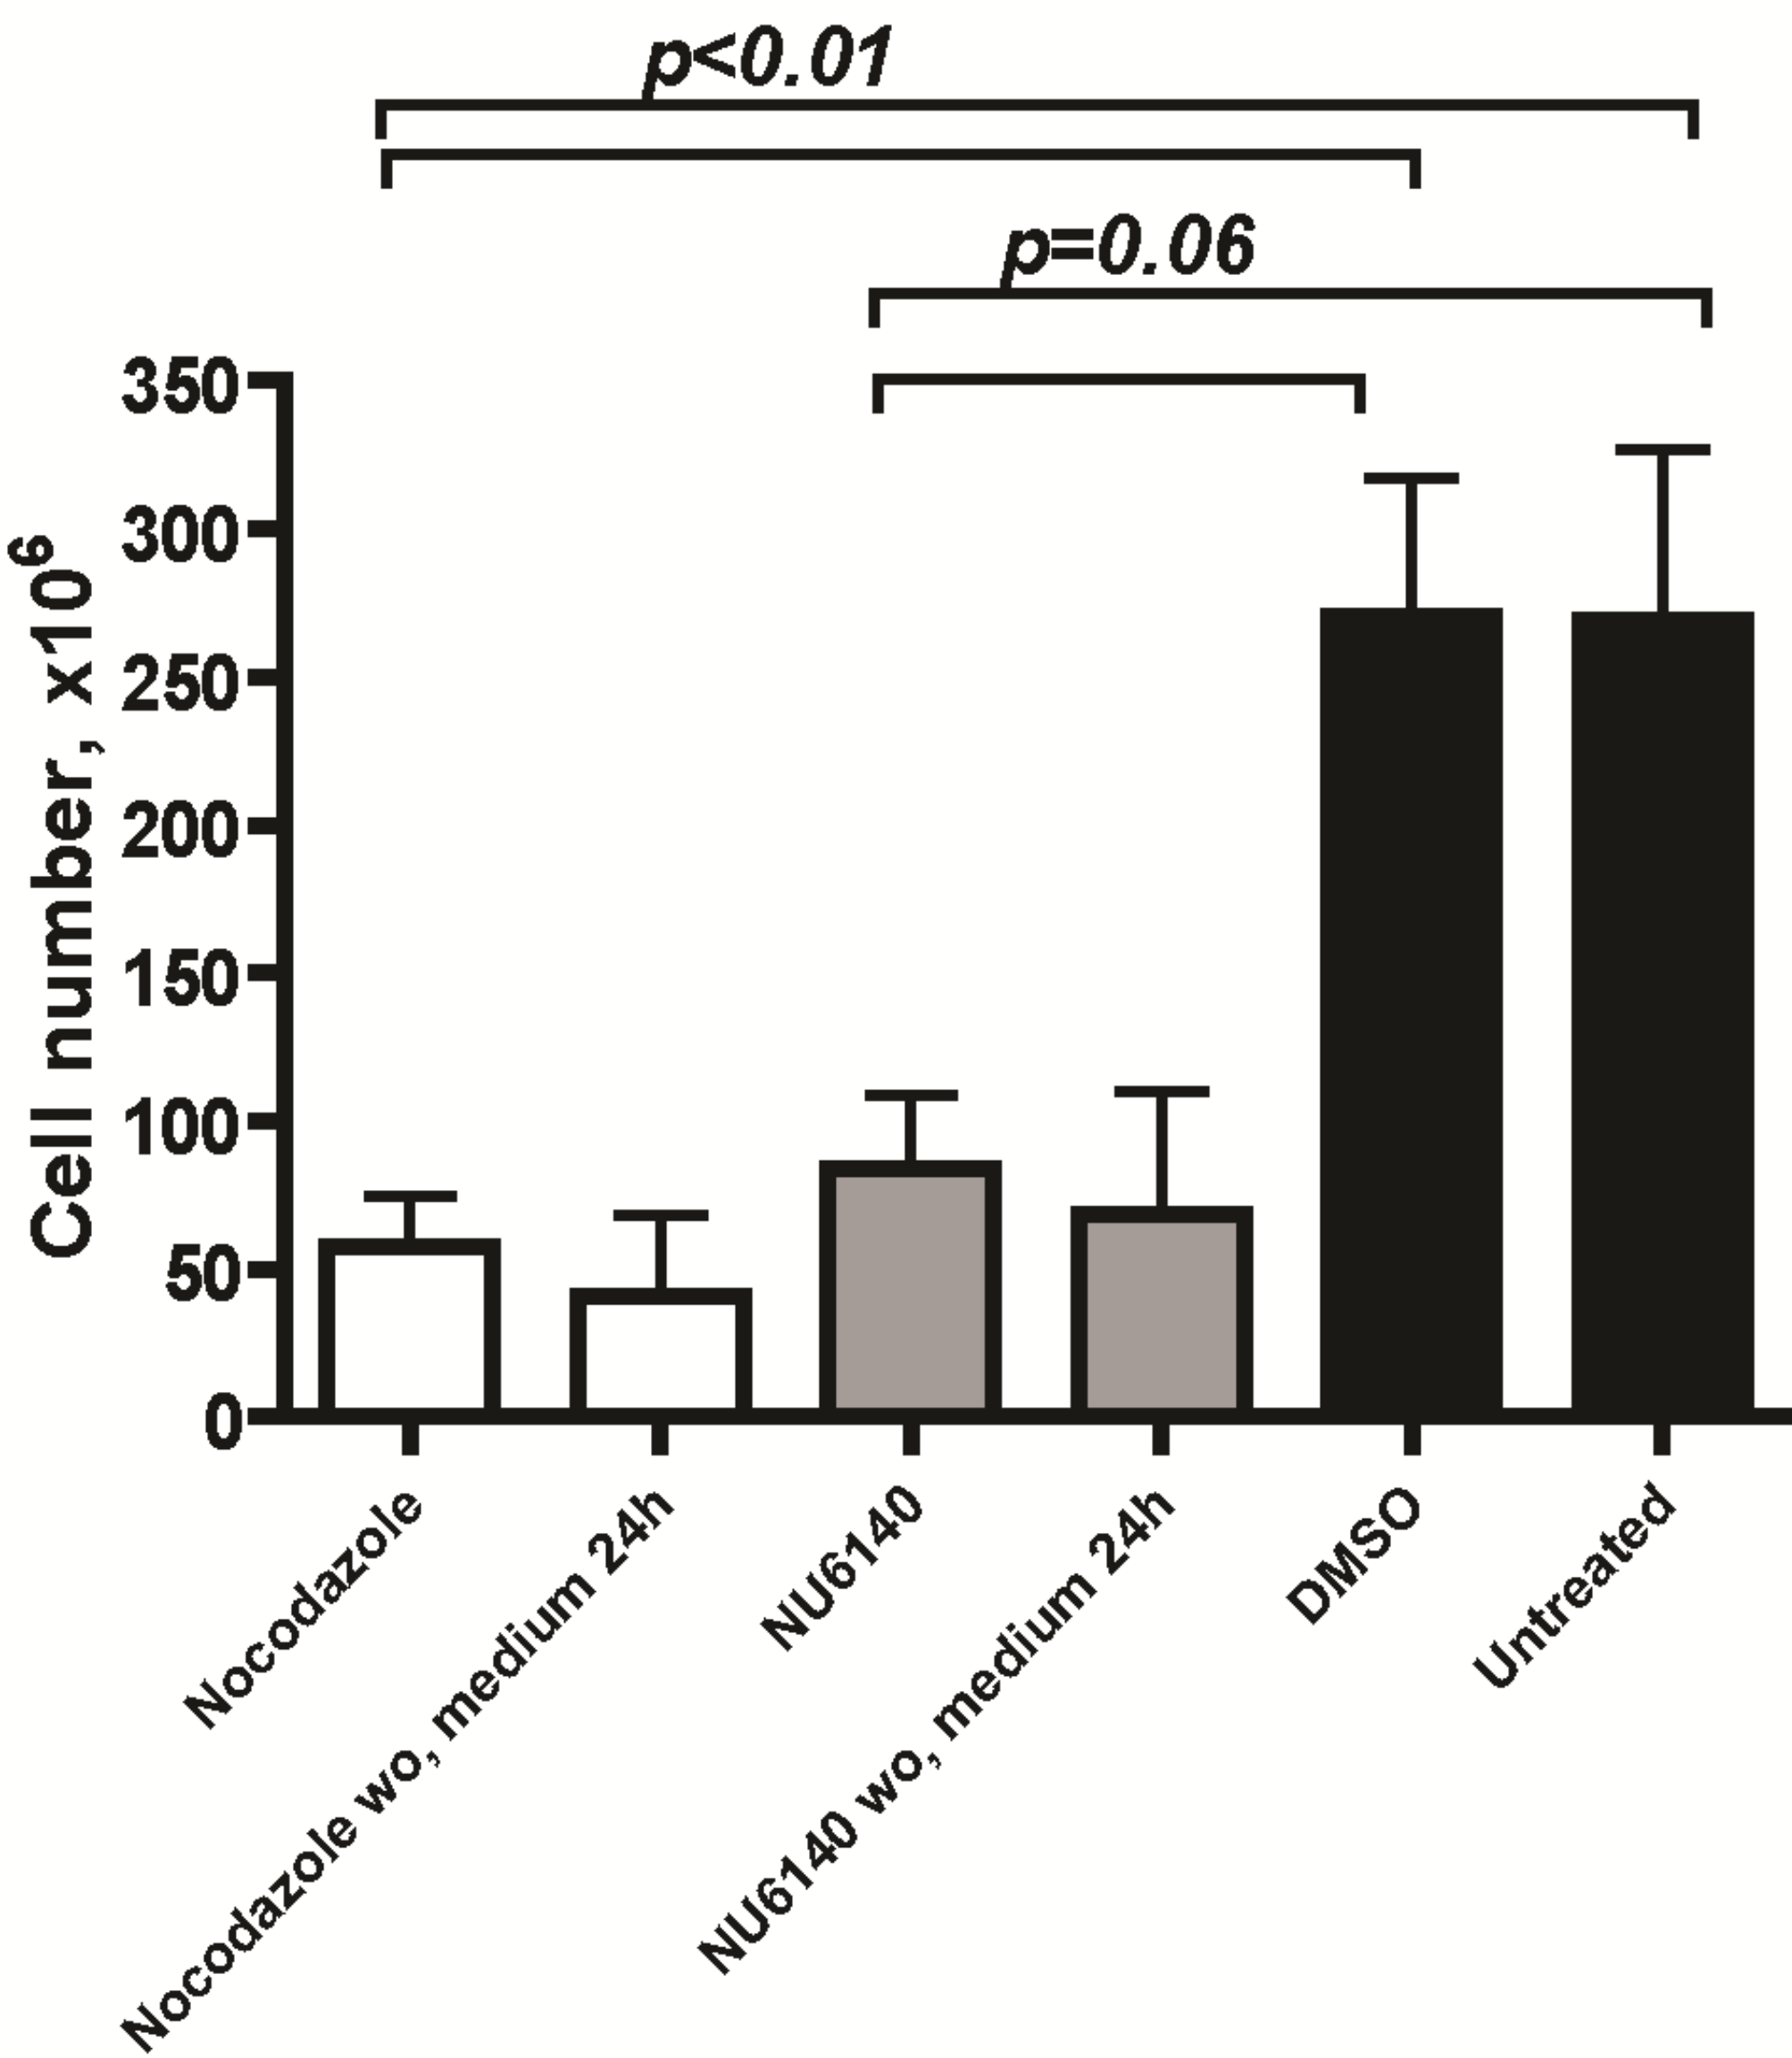 p<0.01
p=0.06
350
300
250
200
150
100
50
0
Cell number, x10⁶
Nocodazole
Nocodazole wo, medium 24h
NU6140
NU6140 wo, medium 24h
DMSO
Untreated